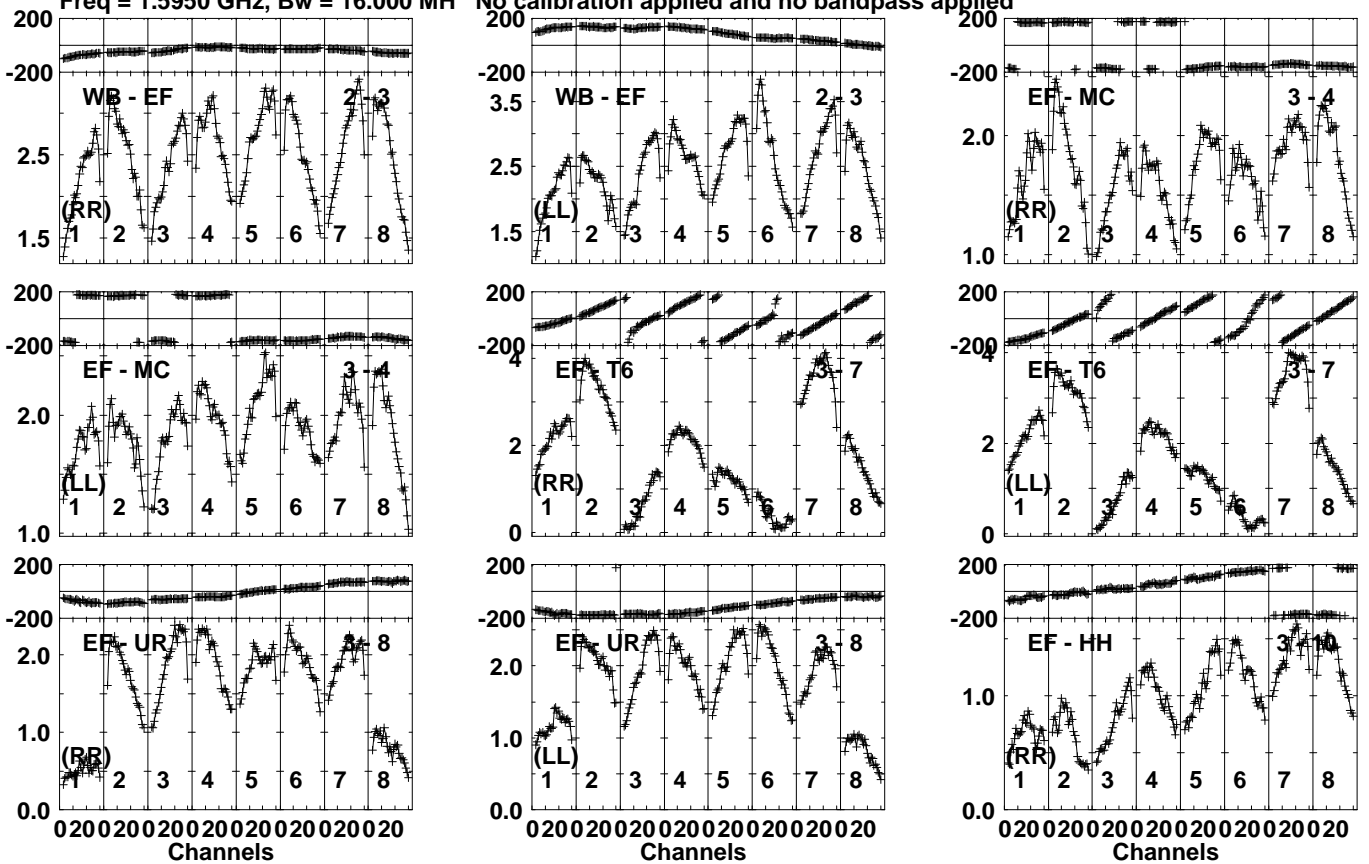 Freq = 1.5950 GHz, Bw = 16.000 MH No calibration applied and no bandpass applied
200 200 200
-200 -200 -200
WB - EF 2 - 3 WB - EF 2 - 3 EF - MC 3 - 4
3.5 2.0
2.5 2.5
(RR) (LL) (RR)
1 2 3 4 5 6 7 8 1 2 3 4 5 6 7 8 1 2 3 4 5 6 7 8
1.5 1.5 1.0
200 200 200
-200 -200 -200
EF - MC 3 - 4 EF - T6 3 - 7 EF - T6 3 - 7
4 4
2.0 2 2
(LL) (RR) (LL)
1 2 3 4 5 6 7 8 1 2 3 4 5 6 7 8 1 2 3 4 5 6 7 8
1.0 0 0
200 200 200
-200 -200 -200
EF - UR 3 - 8 EF - UR 3 - 8 EF - HH 3 - 10
2.0 2.0
1.0 1.0 1.0
(RR) (LL) (RR)
1 2 3 4 5 6 7 8 1 2 3 4 5 6 7 8 1 2 3 4 5 6 7 8
0.0 0.0
0 20 0 20 0 20 0 20 0 20 0 20 0 20 0 20 0 20 0 20 0 20 0 20 0 20 0 20 0 20 0 20 0 20 0 20 0 20 0 20 0 20 0 20 0 20 0 20
Channels Channels Channels